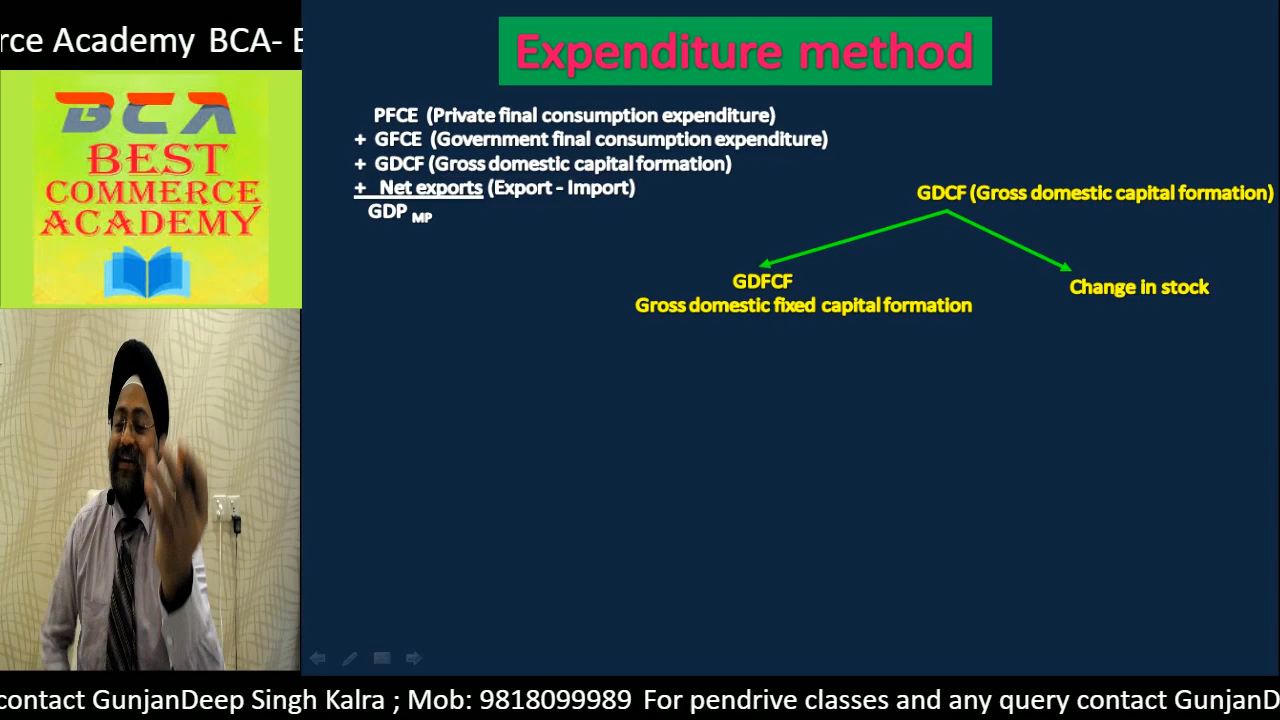 rce Academy BCA- B
Expenditure method
BCA
BEST
COMMERCE
ACADEMY
PFCE (Private final consumption expenditure)
+ GFCE (Government final consumption expenditure)
+ GDCF (Gross domestic capital formation)
+ Net exports (Export - Import)
GDP MP
GDCF (Gross domestic capital formation)
GDFCF
Gross domestic fixed capital formation
Change in stock
contact GunjanDeep Singh Kalra ; Mob: 9818099989 For pendrive classes and any query contact GunjanD